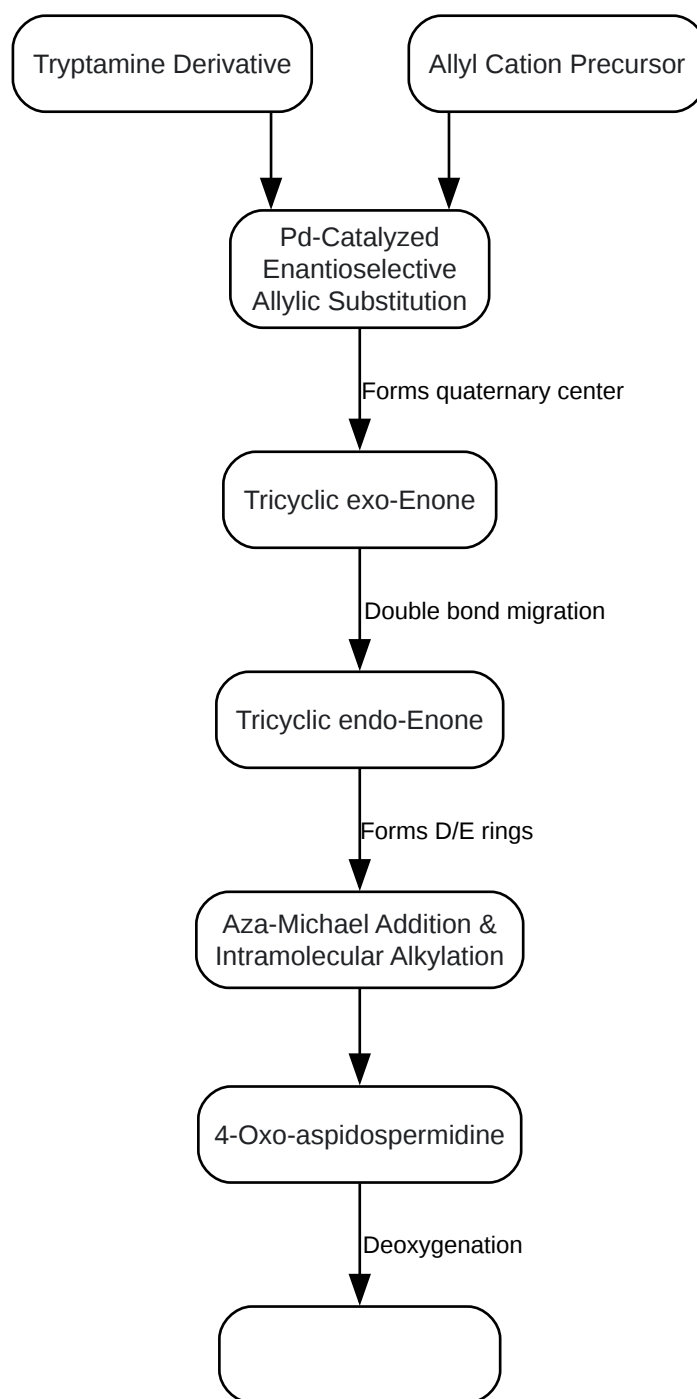 Tryptamine Derivative
Allyl Cation Precursor
Pd-Catalyzed
Enantioselective
Allylic Substitution
Forms quaternary center
Tricyclic exo-Enone
Double bond migration
Tricyclic endo-Enone
Forms D/E rings
Aza-Michael Addition &
Intramolecular Alkylation
4-Oxo-aspidospermidine
Deoxygenation